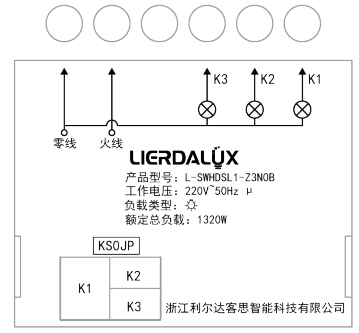 K3 K2 K1
零线 火线
LIERDALUX
产品型号: L-SWHDSL1-Z3NOB
工作电压: 220V~50Hz μ
负载类型:
额定总负载: 1320W
KSOJP
K1
K2
K3
浙江利尔达客思智能科技有限公司